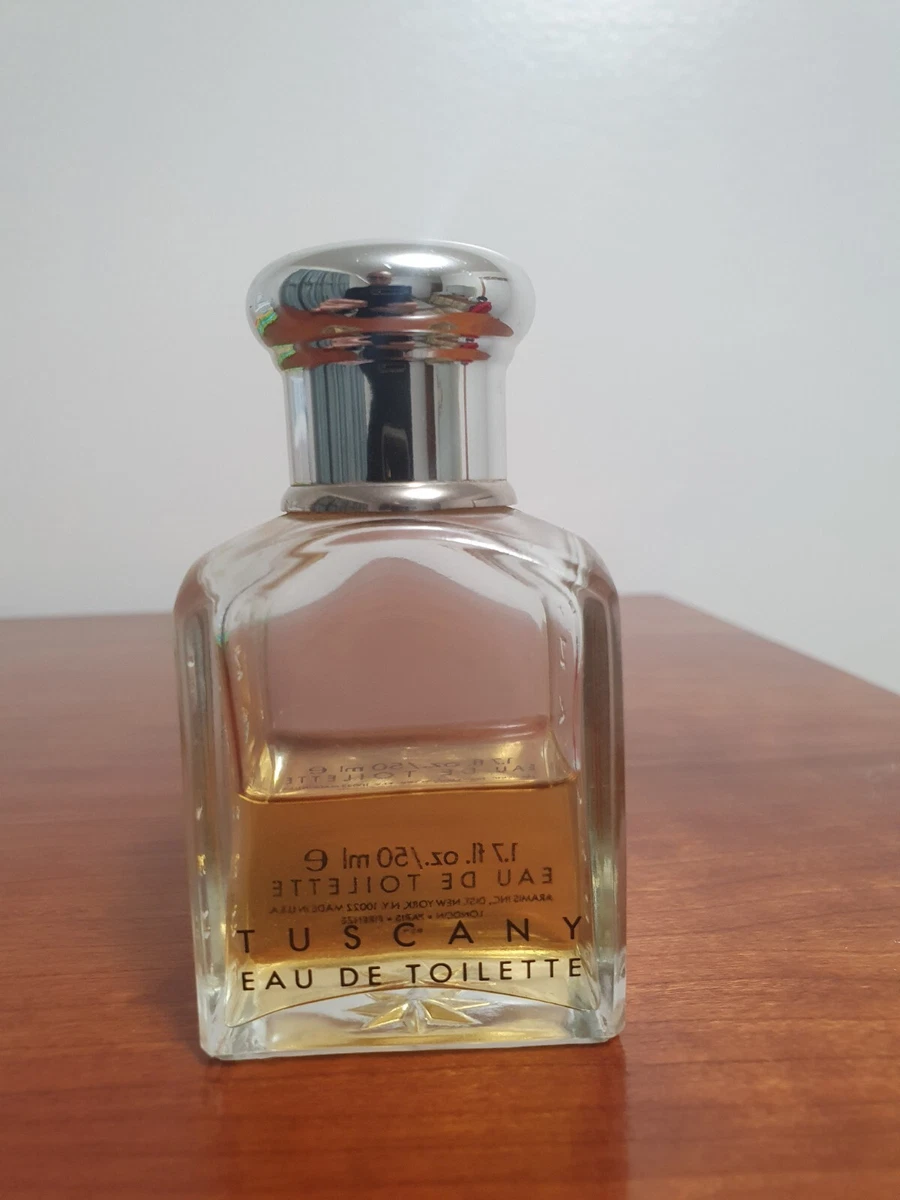 1.7 fl. oz./50 ml e
EAU DE TOILETTE
ARAMIS INC., DIST. NEW YORK, N.Y. 10022 MADE IN U.S.A.
LONDON • PARIS • FIRENZE
TUSCANY
EAU DE TOILETTE